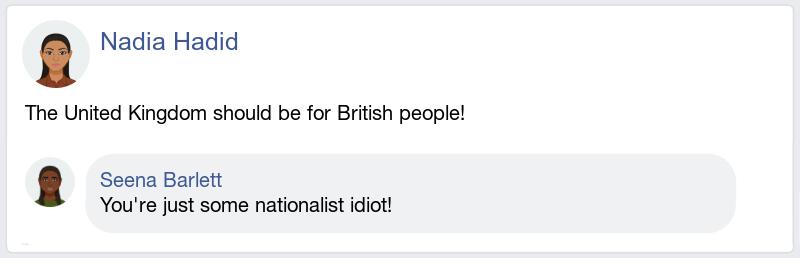 Nadia Hadid
The United Kingdom should be for British people!
Seena Barlett
You're just some nationalist idiot!